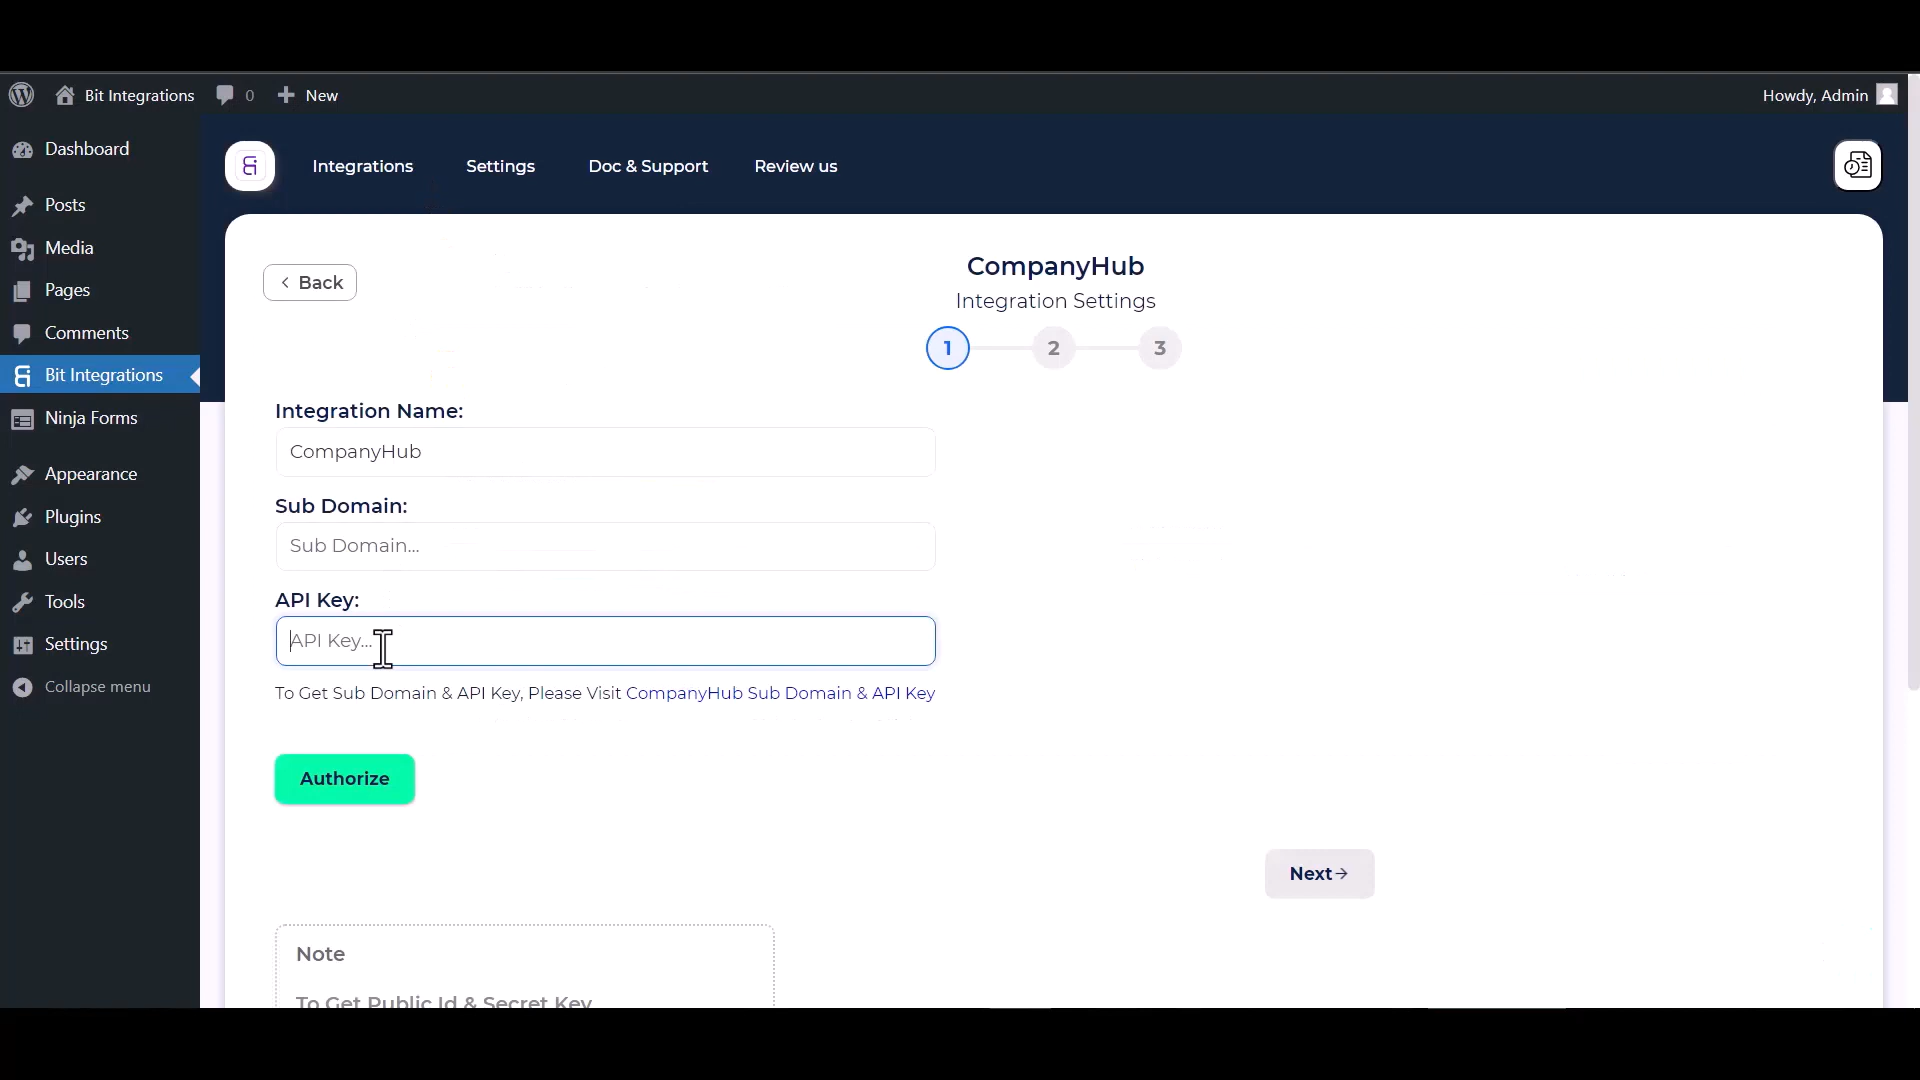 Bit Integrations
0
New
Howdy, Admin
Dashboard
Posts
Media
Pages
Comments
Bit Integrations
Ninja Forms
Appearance
Plugins
Users
Tools
Settings
Collapse menu
Integrations
Settings
Doc & Support
Review us
Back
CompanyHub
Integration Settings
1
2
3
Integration Name:
CompanyHub
Sub Domain:
Sub Domain...
API Key:
API Key...
To Get Sub Domain & API Key, Please Visit CompanyHub Sub Domain & API Key
Authorize
Next→
Note
To Get Public Id & Secret Key